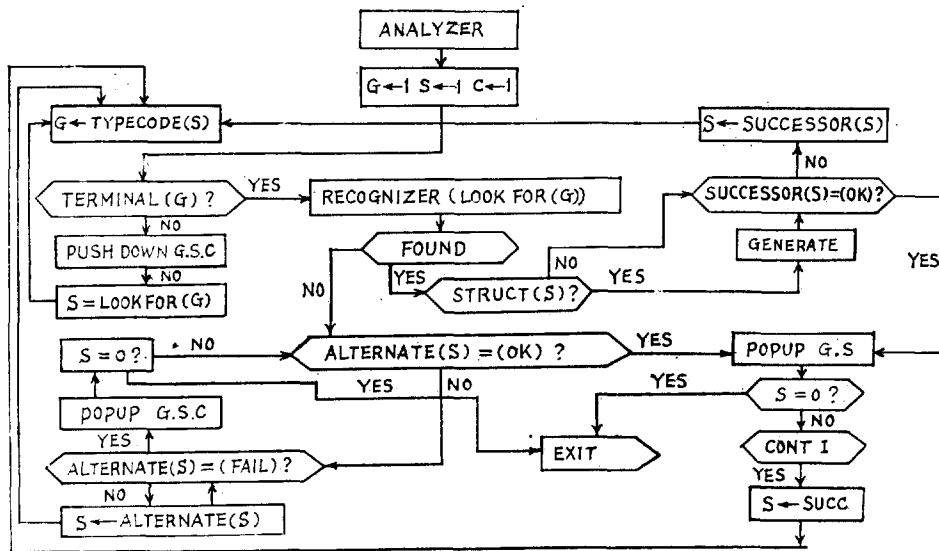 ANALYZER
G←1 S←1 C←1
G←TYPECODE(S)
S←SUCCESSOR(S)
NO
TERMINAL(G)?
YES
RECOGNIZER (LOOK FOR(G))
SUCCESSOR(S)=(OK)?
NO
PUSH DOWN G.S.C
FOUND
NO
GENERATE
YES
NO
S=LOOKFOR(G)
NO
YES
STRUCT(S)?
YES
S=0?
NO
ALTERNATE(S)=(OK)?
YES
POPUP G.S
YES
NO
YES
S=0?
POPUP G.S.C
NO
YES
EXIT
CONT I
ALTERNATE(S)=(FAIL)?
YES
NO
S←ALTERNATE(S)
S←SUCC